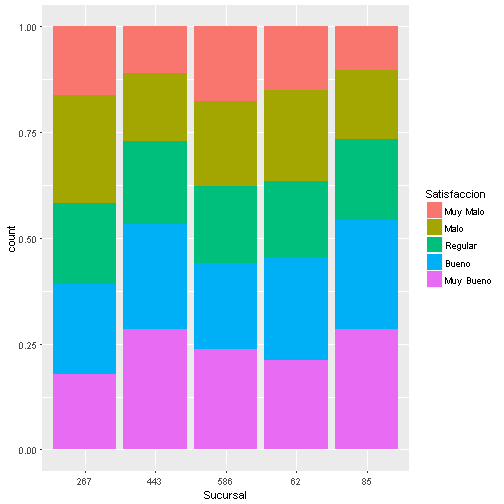 1.00
0.75
0.50
0.25
0.00
count
267 443 586 62 85
Sucursal
Satisfaccion
Muy Malo
Malo
Regular
Bueno
Muy Bueno